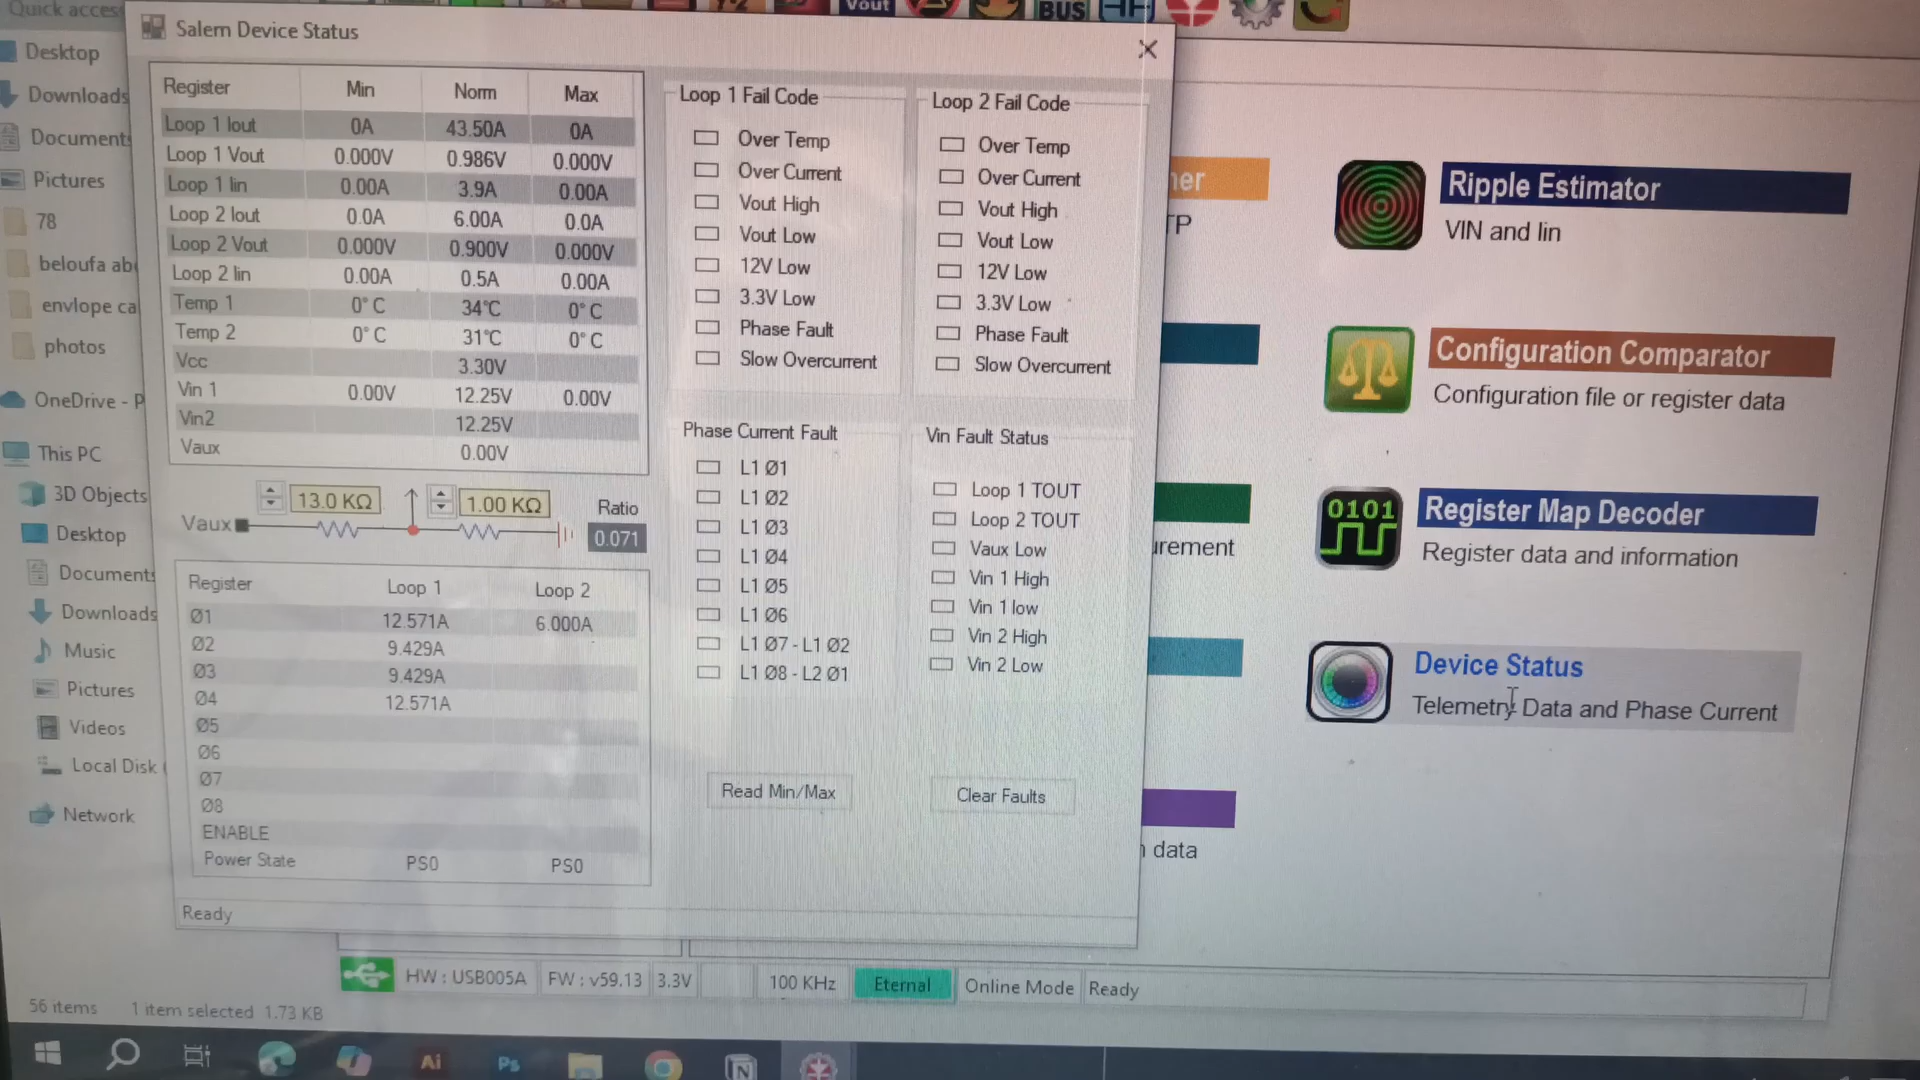 Quick acces
Desktop
Downloads
Document
Pictures
78
beloufa ab
envlope ca
photos
OneDrive - P
This PC
3D Objects
Desktop
Document
Downloads
Music
Pictures
Videos
Local Disk
Network
56 items 1 item selected 1.73 KB
Vout
BUS
Salem Device Status
Register Min Norm Max
Loop 1 Iout 0A 43.50A 0A
Loop 1 Vout 0.000V 0.986V 0.000V
Loop 1 Iin 0.00A 3.9A 0.00A
Loop 2 Iout 0.0A 6.00A 0.0A
Loop 2 Vout 0.000V 0.900V 0.000V
Loop 2 Iin 0.00A 0.5A 0.00A
Temp 1 0° C 34℃ 0° C
Temp 2 0° C 31℃ 0° C
Vcc 3.30V
Vin 1 0.00V 12.25V 0.00V
Vin2 12.25V
Vaux 0.00V
13.0 KΩ 1.00 KΩ Ratio
Vaux 0.071
Register Loop 1 Loop 2
Ø1 12.571A 6.000A
Ø2 9.429A
Ø3 9.429A
Ø4 12.571A
Ø5
Ø6
Ø7
Ø8
ENABLE
Power State PS0 PS0
Ready
Loop 1 Fail Code
Over Temp
Over Current
Vout High
Vout Low
12V Low
3.3V Low
Phase Fault
Slow Overcurrent
Loop 2 Fail Code
Over Temp
Over Current
Vout High
Vout Low
12V Low
3.3V Low
Phase Fault
Slow Overcurrent
Phase Current Fault
L1 Ø1
L1 Ø2
L1 Ø3
L1 Ø4
L1 Ø5
L1 Ø6
L1 Ø7 - L1 Ø2
L1 Ø8 - L2 Ø1
Vin Fault Status
Loop 1 TOUT
Loop 2 TOUT
Vaux Low
Vin 1 High
Vin 1 low
Vin 2 High
Vin 2 Low
Read Min/Max
Clear Faults
ner
TP
urement
data
Ripple Estimator
VIN and Iin
Configuration Comparator
Configuration file or register data
0101
Register Map Decoder
Register data and information
Device Status
Telemetry Data and Phase Current
HW : USB005A FW : v59.13 3.3V 100 KHz Eternal Online Mode Ready
Ai
Ps
N